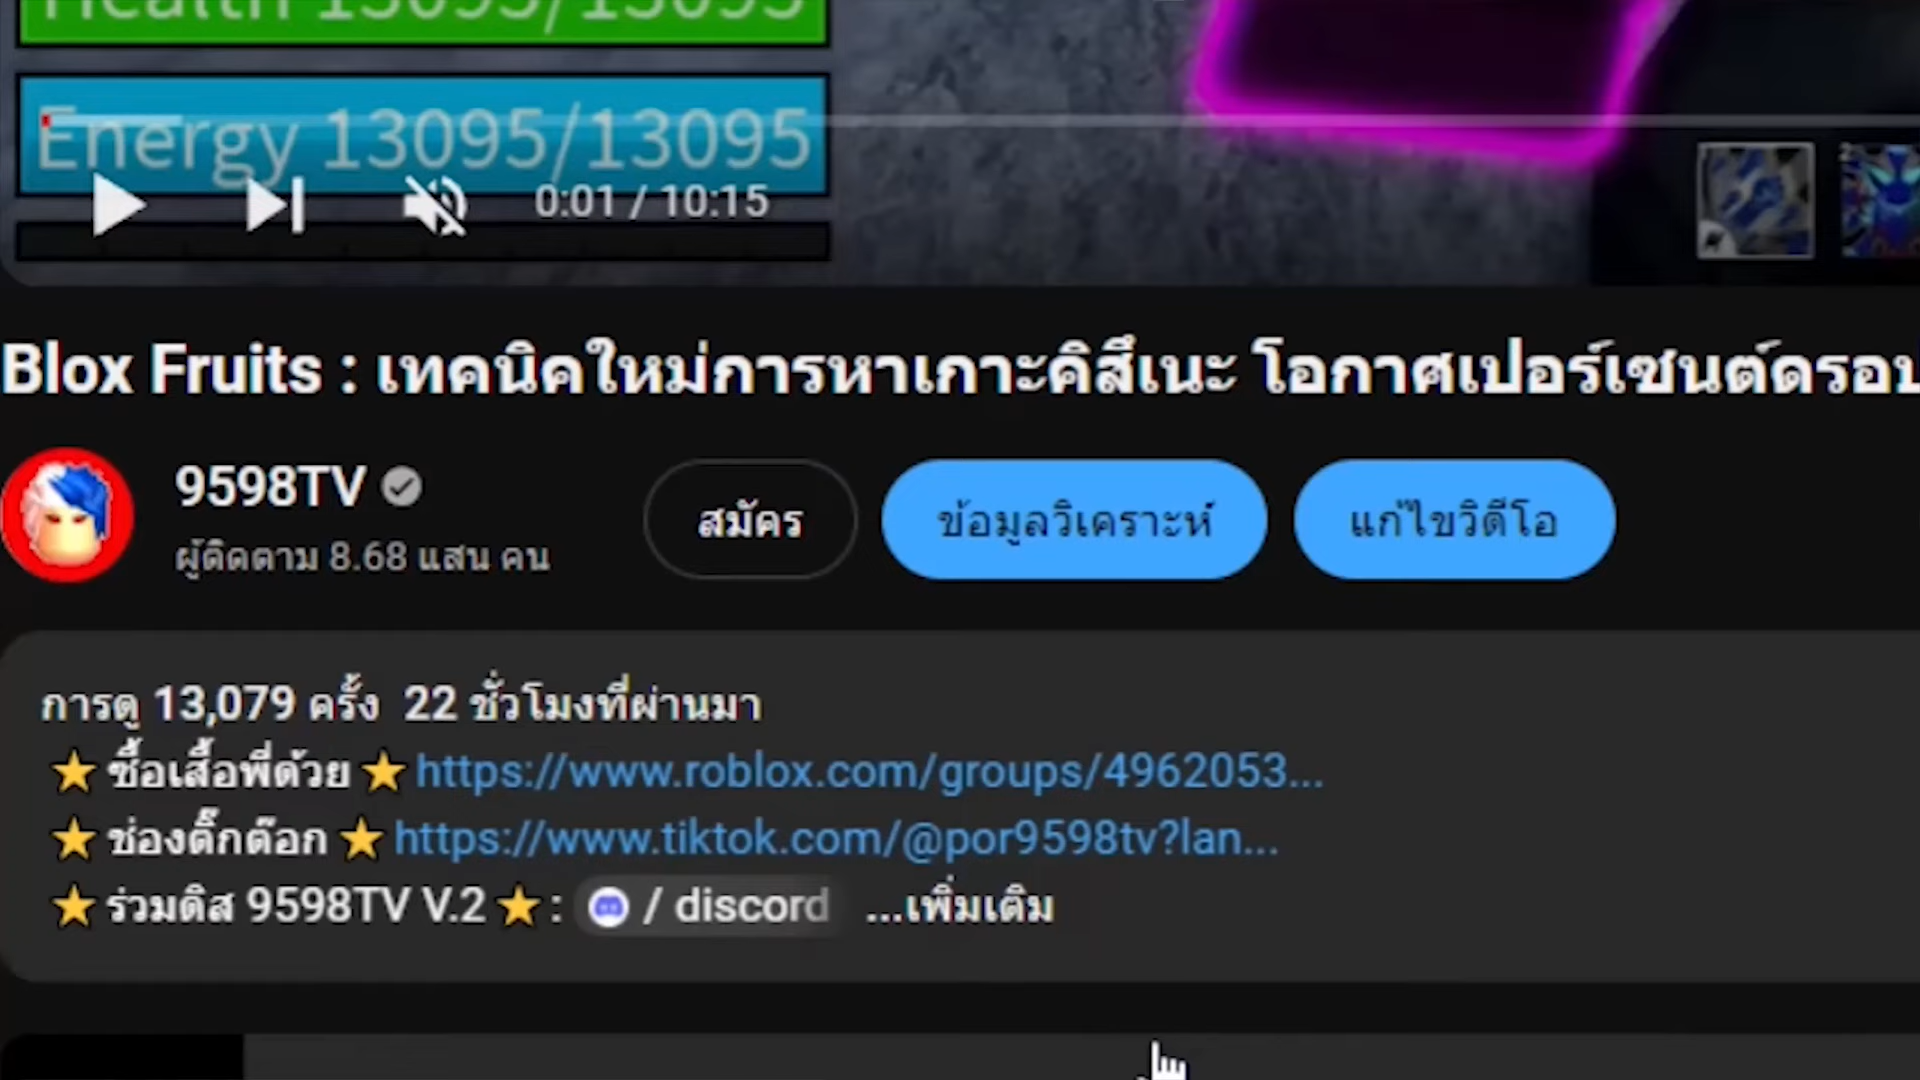 Health 13095/13095
Energy 13095/13095
0:01 / 10:15
Blox Fruits : เทคนิคใหม่การหาเกาะคิสึเนะ โอกาศเปอร์เซนต์ดรอป
9598TV
ผู้ติดตาม 8.68 แสน คน
สมัคร
ข้อมูลวิเคราะห์
แก้ไขวิดีโอ
การดู 13,079 ครั้ง 22 ชั่วโมงที่ผ่านมา
⭐ ซื้อเสื้อพี่ด้วย ⭐ https://www.roblox.com/groups/4962053...
⭐ ช่องติ๊กต๊อก ⭐ https://www.tiktok.com/@por9598tv?lan...
⭐ ร่วมดิส 9598TV V.2 ⭐ : / discord ...เพิ่มเติม